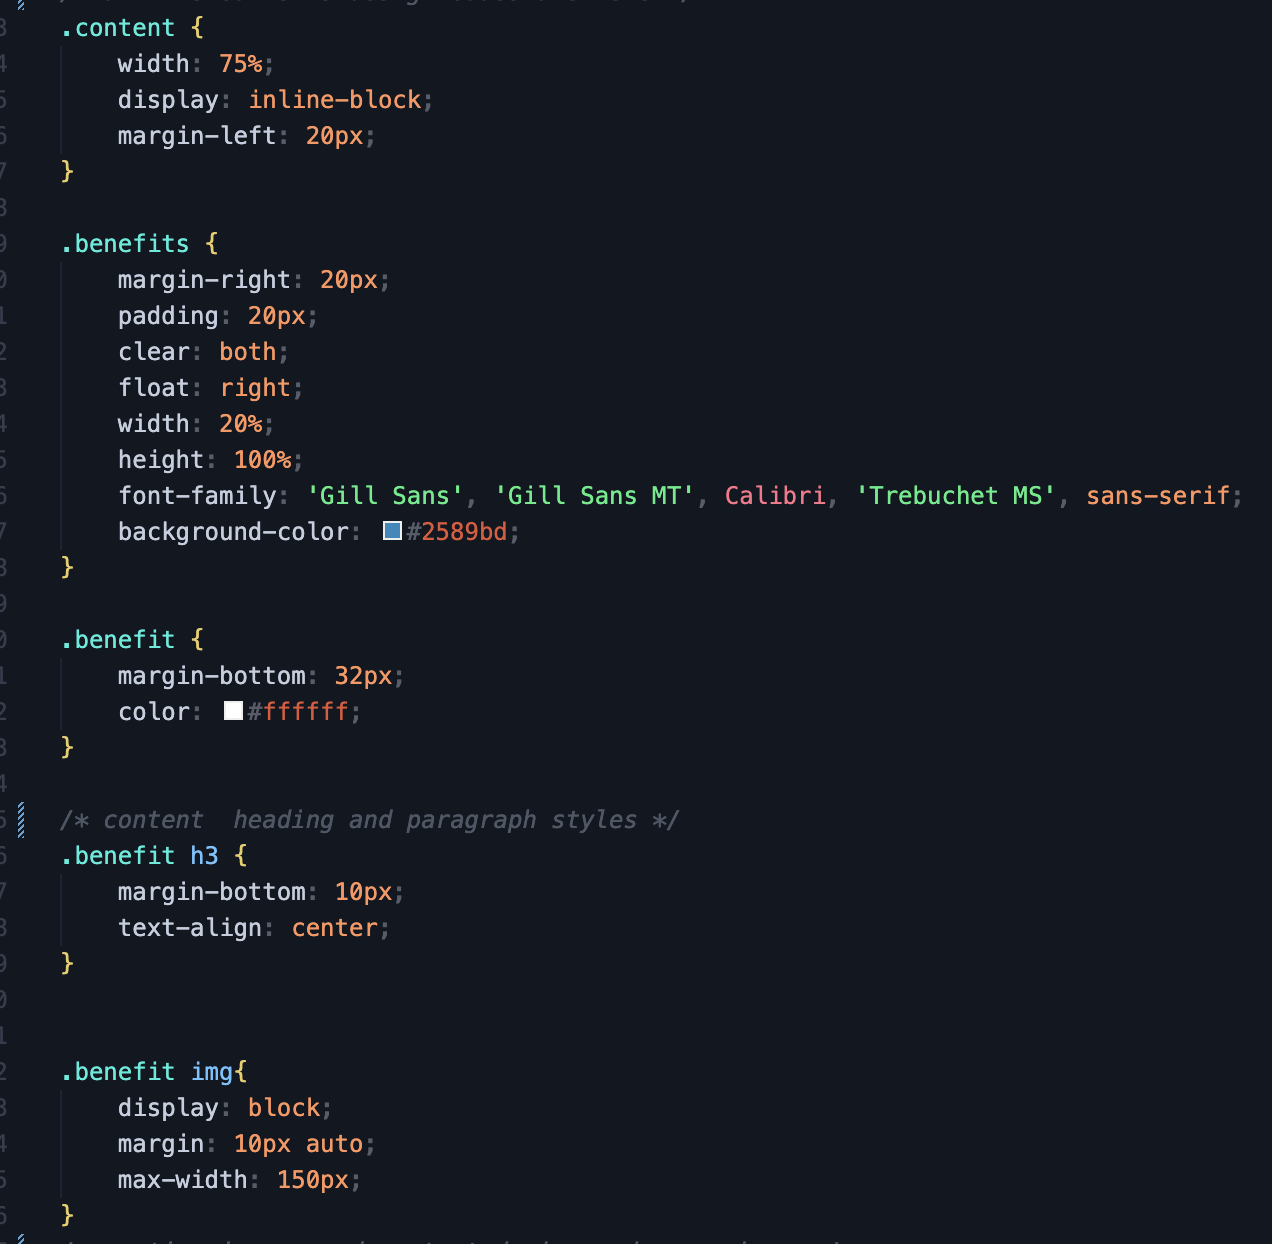 .content {
width: 75%;
display: inline-block;
margin-left: 20px;
}
.benefits {
margin-right: 20px;
padding: 20px;
clear: both;
float: right;
width: 20%;
height: 100%;
font-family: 'Gill Sans', 'Gill Sans MT', Calibri, 'Trebuchet MS', sans-serif;
background-color: #2589bd;
}
.benefit {
margin-bottom: 32px;
color: #ffffff;
}
/* content  heading and paragraph styles */
.benefit h3 {
margin-bottom: 10px;
text-align: center;
}
.benefit img{
display: block;
margin: 10px auto;
max-width: 150px;
}